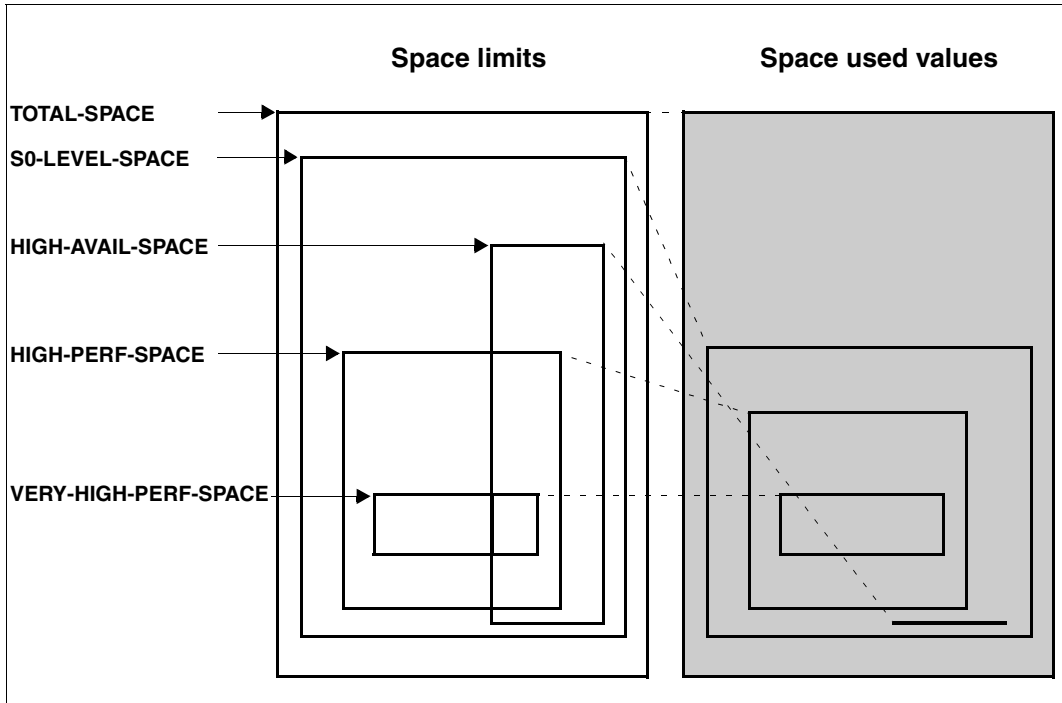 Space limits
Space used values
TOTAL-SPACE
S0-LEVEL-SPACE
HIGH-AVAIL-SPACE
HIGH-PERF-SPACE
VERY-HIGH-PERF-SPACE